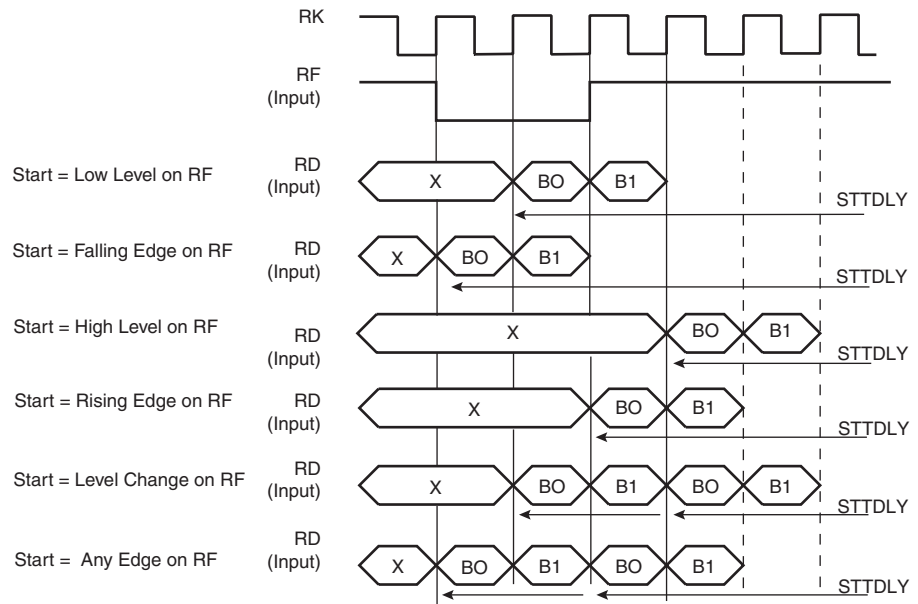 RK
RF
(Input)
Start = Low Level on RF
RD
(Input)
X
BO
B1
STTDLY
Start = Falling Edge on RF
RD
(Input)
X
BO
B1
STTDLY
Start = High Level on RF
RD
(Input)
X
BO
B1
STTDLY
Start = Rising Edge on RF
RD
(Input)
X
BO
B1
STTDLY
Start = Level Change on RF
RD
(Input)
X
BO
B1
BO
B1
STTDLY
Start = Any Edge on RF
RD
(Input)
X
BO
B1
BO
B1
STTDLY